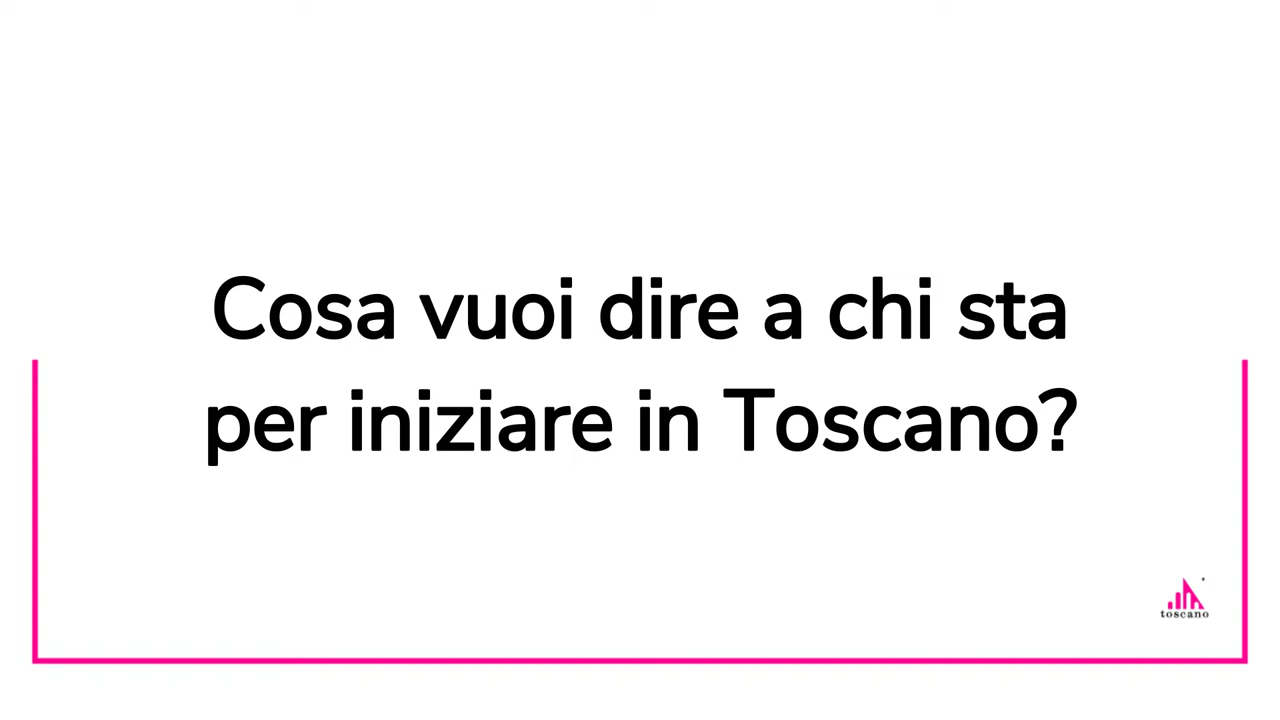 Cosa vuoi dire a chi sta
per iniziare in Toscano?
toscano